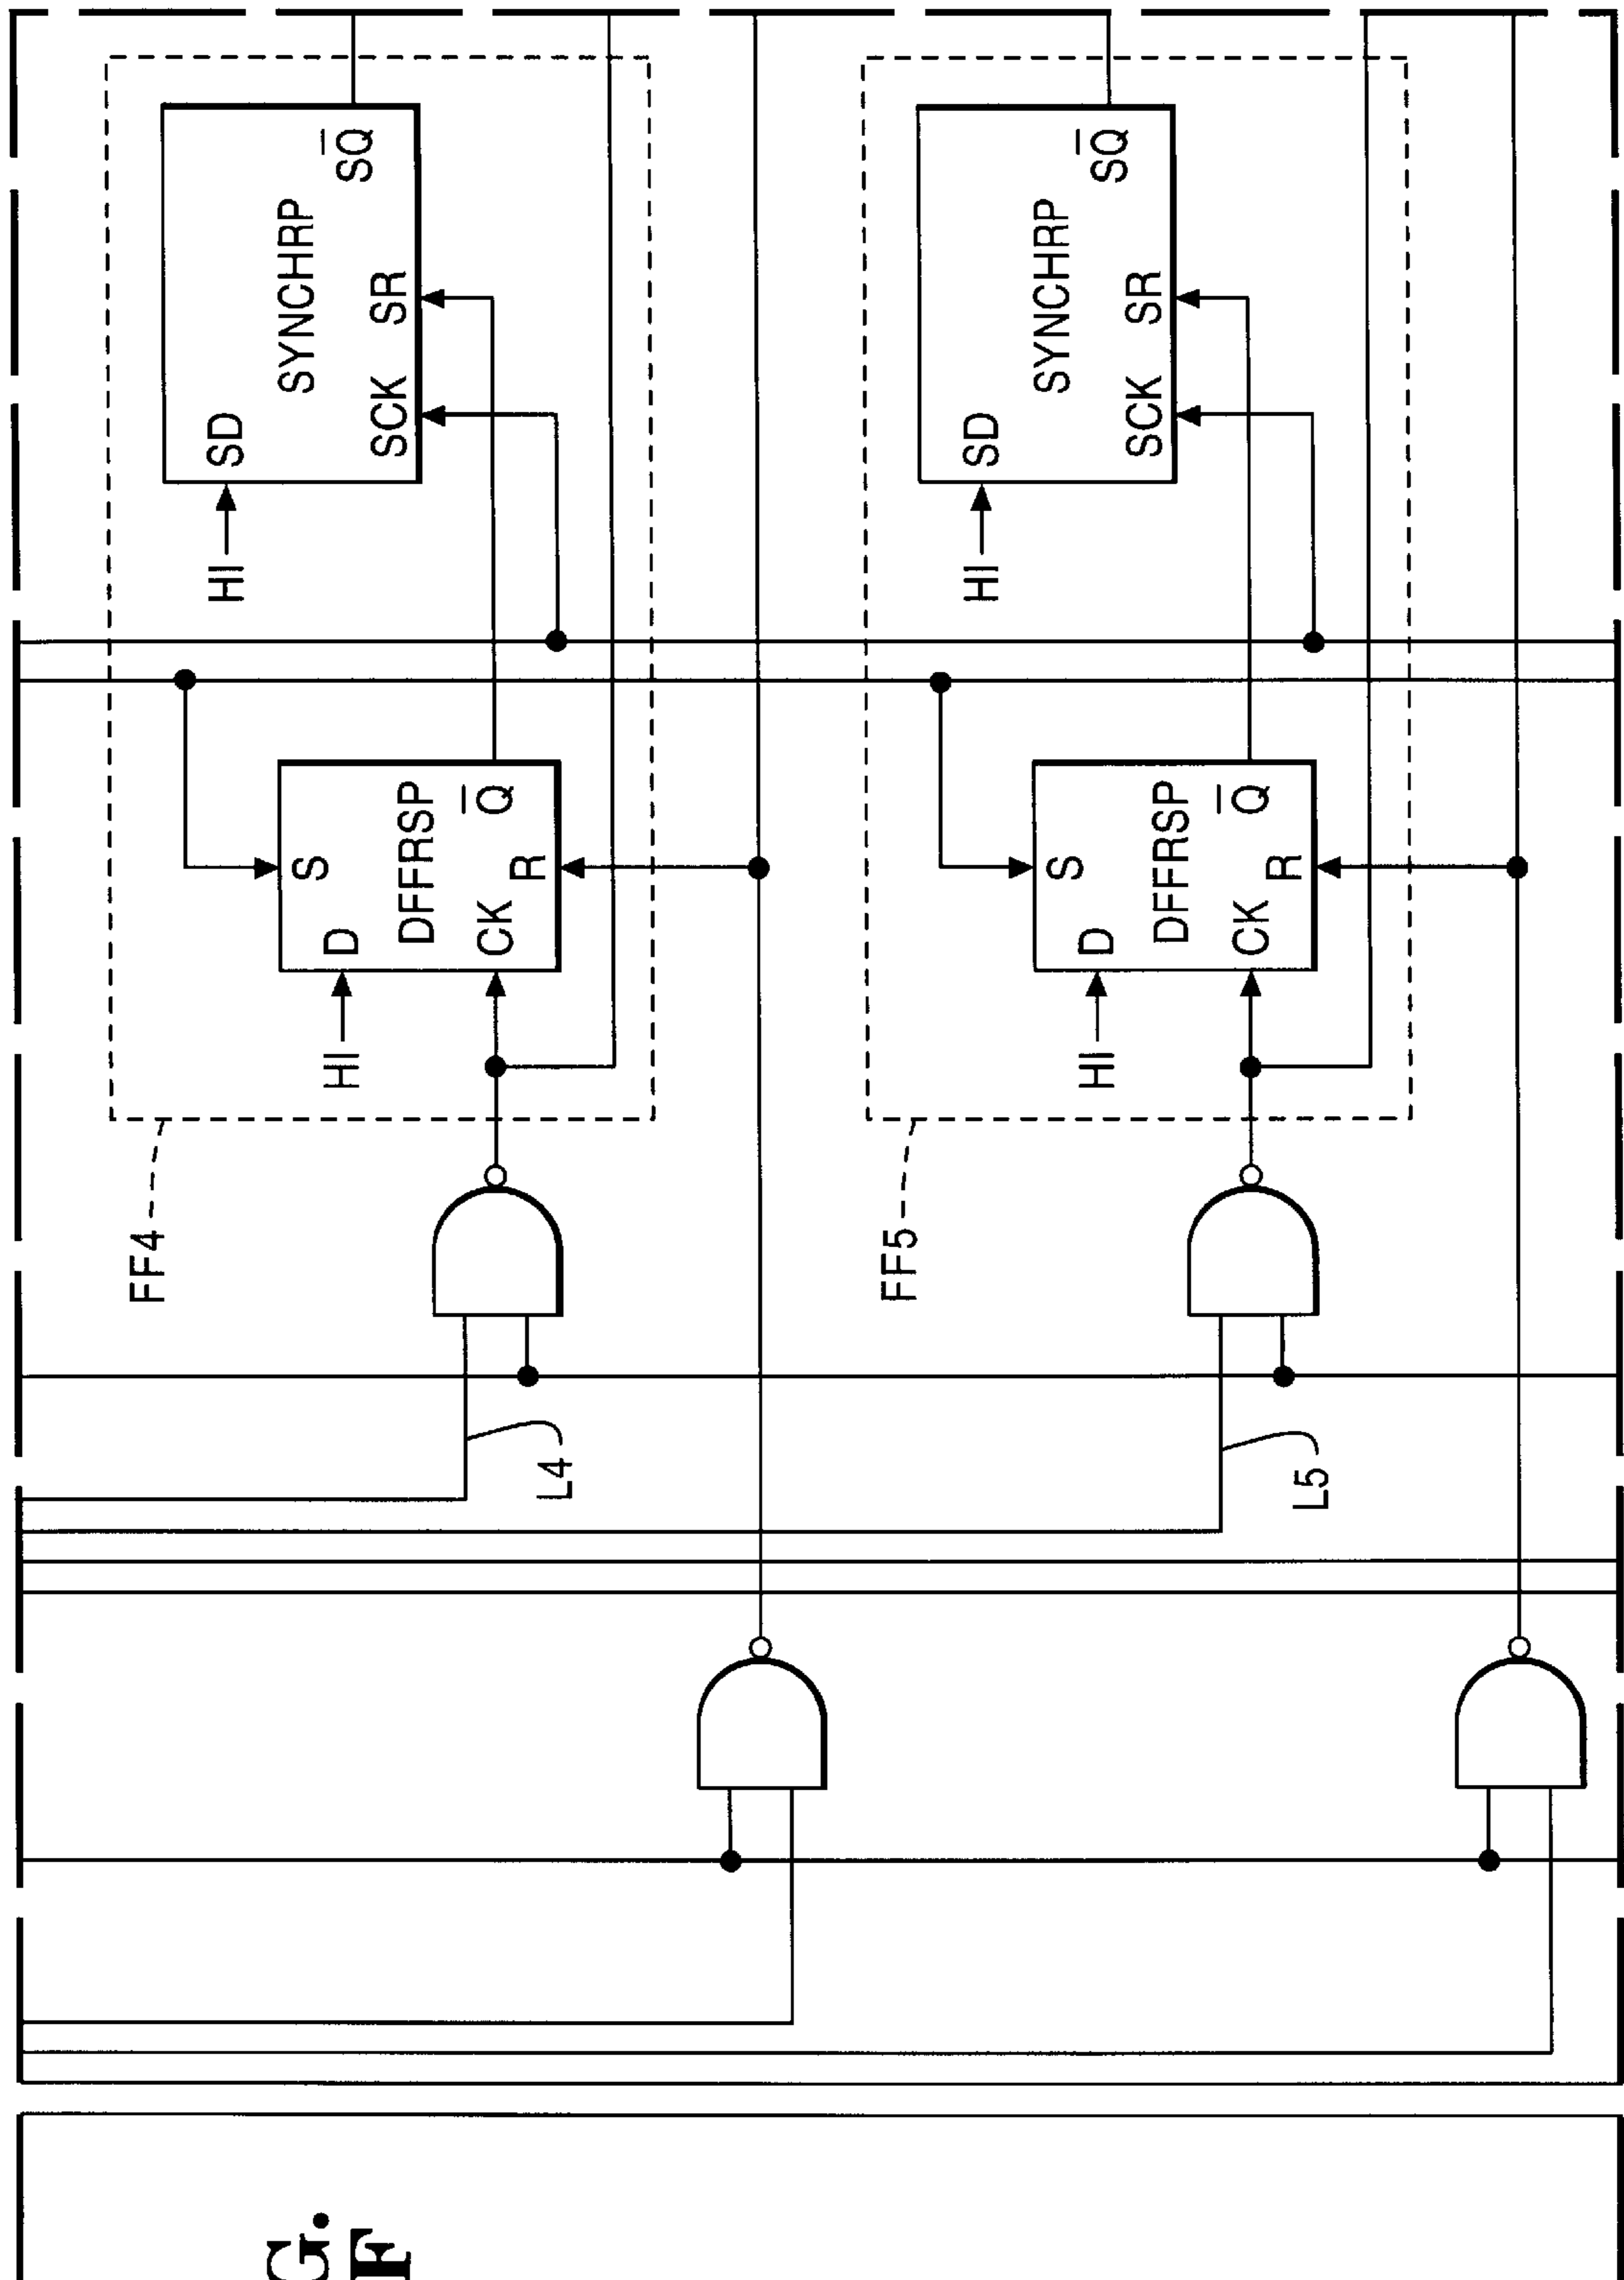 FF4
HI
D
S
DFFRSP
CK
Q̅
R
HI
SD
SYNCHRP
SCK
SR
SQ̅
L4
FF5
HI
D
S
DFFRSP
CK
Q̅
R
HI
SD
SYNCHRP
SCK
SR
SQ̅
L5
G.
F